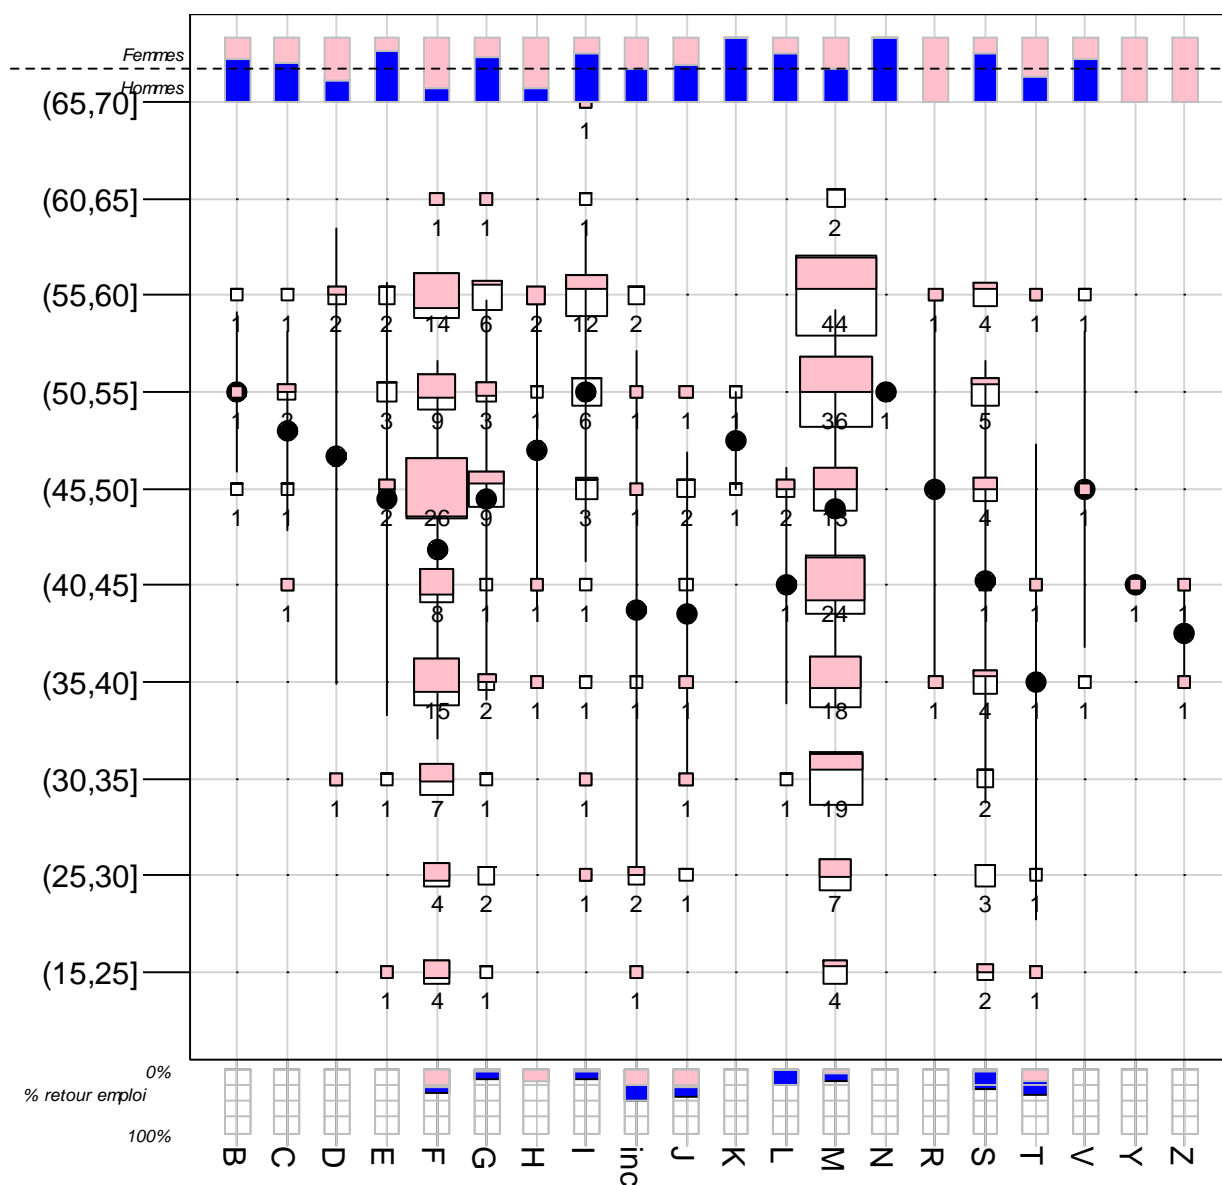 Femmes
Hommes
(65,70]
1
(60,65]
1 1 1 2
(55,60]
1 1 2 2 14 6 2 12 2 44 1 4 1 1
(50,55]
1 2 3 9 3 1 6 1 1 1 36 1 5
(45,50]
1 1 2 26 9 3 1 2 1 2 13 4 1
(40,45]
1 8 1 1 1 1 24 1 1 1 1
(35,40]
15 2 1 1 1 1 18 1 4 1 1 1
(30,35]
1 1 7 1 1 1 1 19 2
(25,30]
4 2 1 2 1 7 3 1
(15,25]
1 4 1 1 4 2 1
0%
% retour emploi
100%
B C D E F G H I inc J K L M N R S T V Y Z